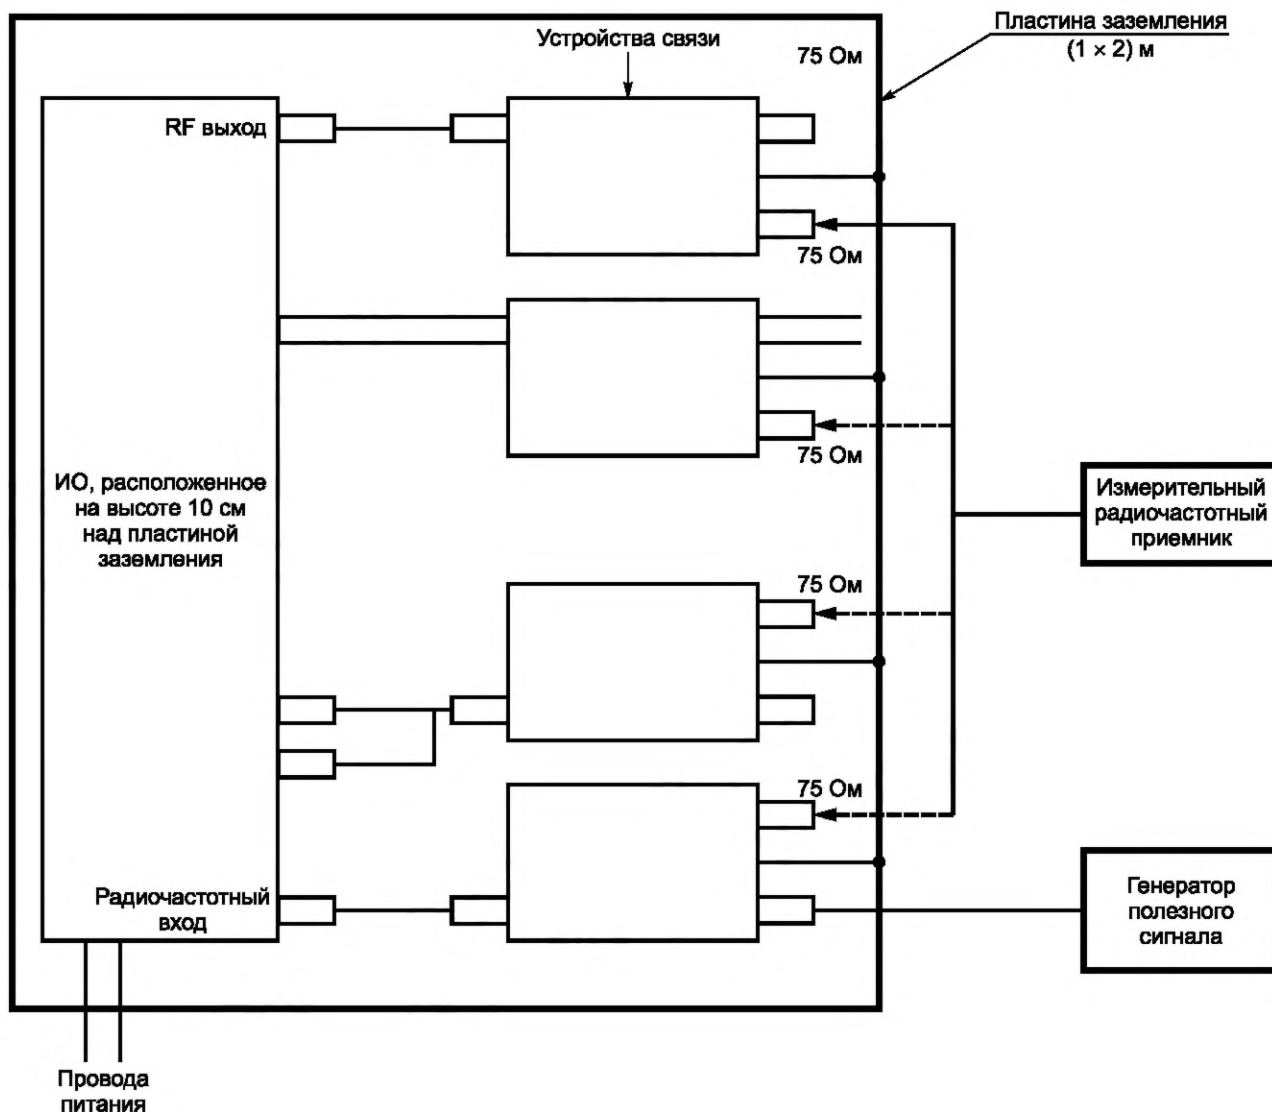 Устройства связи
75 Ом
Пластина заземления
(1 × 2) м
RF выход
75 Ом
75 Ом
ИО, расположенное
на высоте 10 см
над пластиной
заземления
Измерительный
радиочастотный
приемник
75 Ом
75 Ом
Радиочастотный
вход
Генератор
полезного
сигнала
Провода
питания